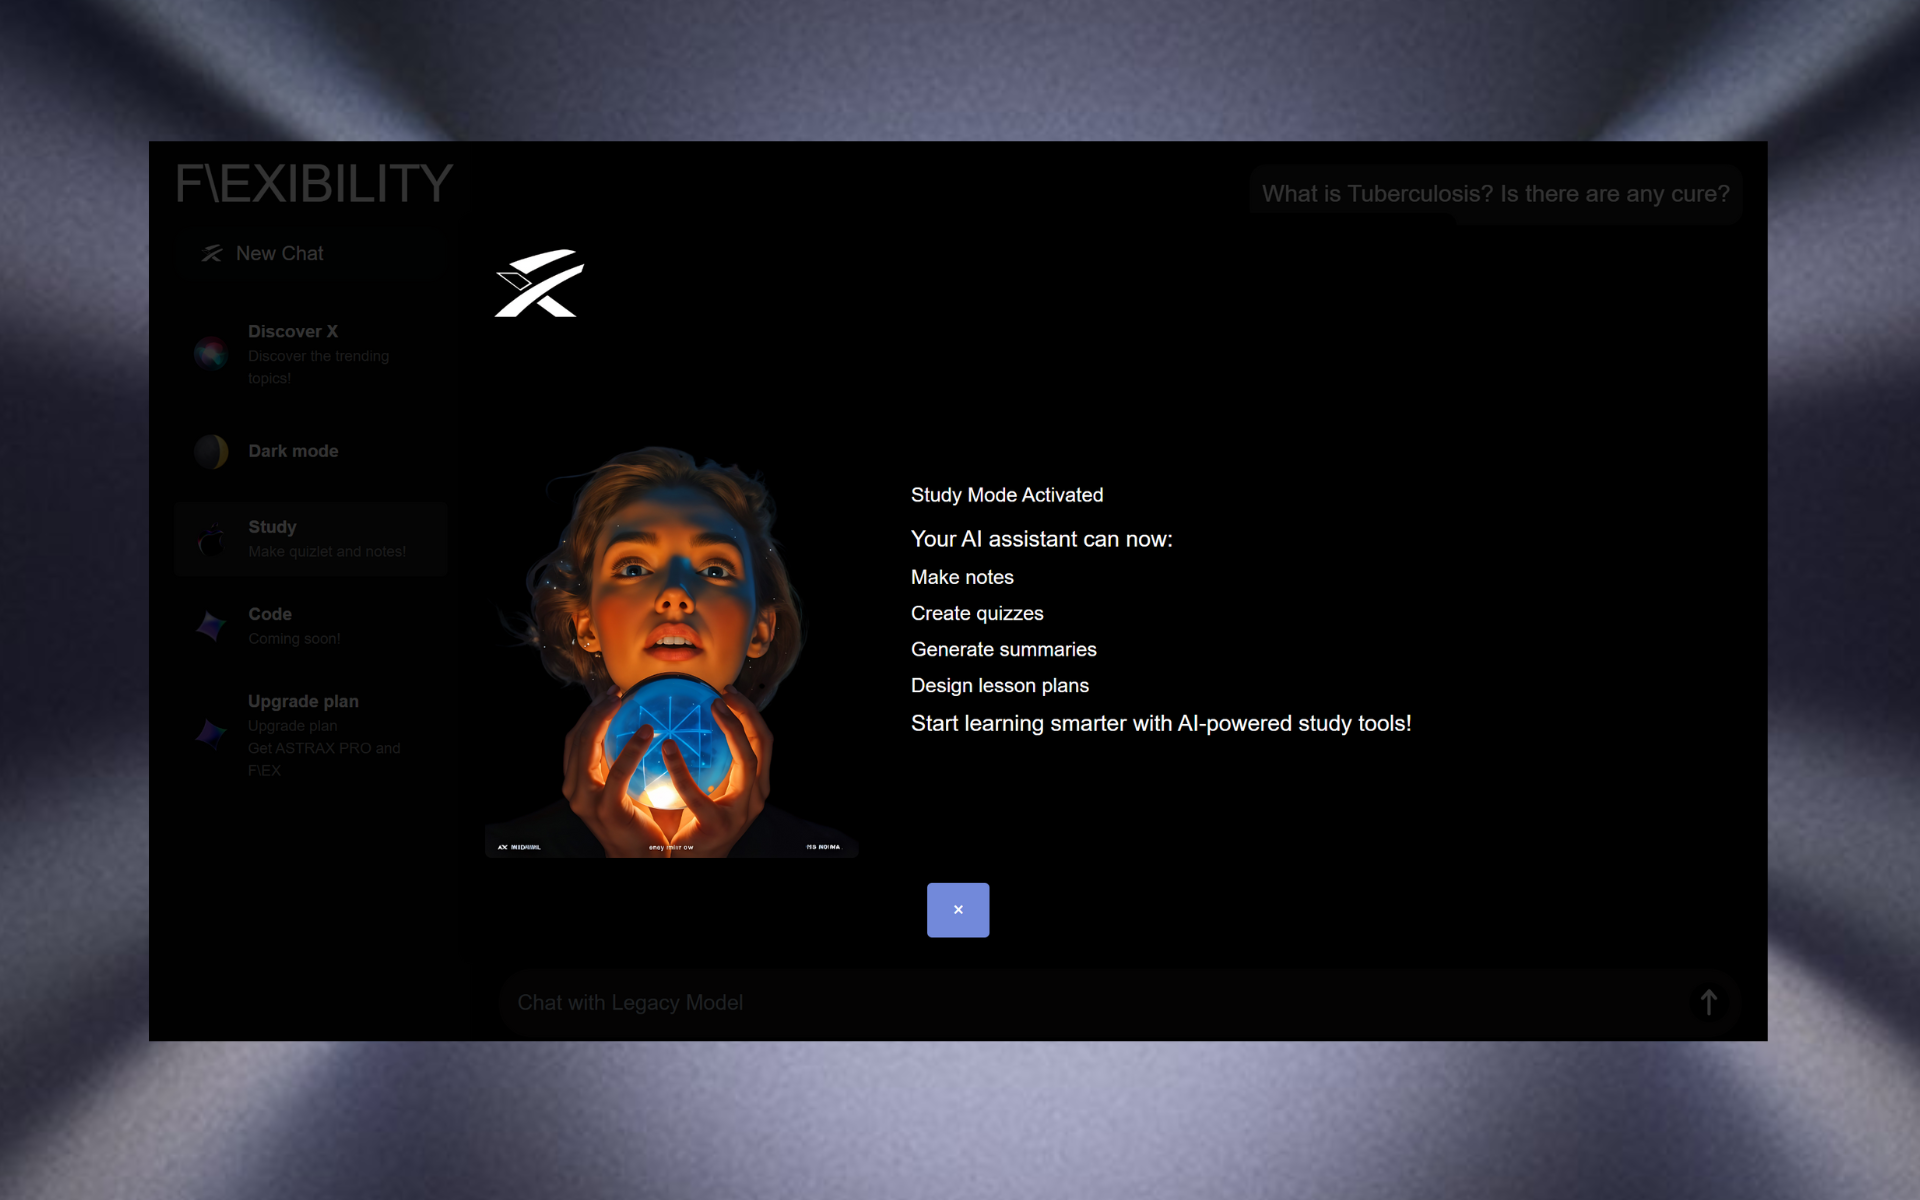 F\EXIBILITY
What is Tuberculosis? Is there are any cure?
New Chat
Discover X
Discover the trending
topics!
Dark mode
Study
Make quizlet and notes!
Code
Coming soon!
Upgrade plan
Upgrade plan
Get ASTRAX PRO and
F\EX
Study Mode Activated
Your AI assistant can now:
Make notes
Create quizzes
Generate summaries
Design lesson plans
Start learning smarter with AI-powered study tools!
×
Chat with Legacy Model